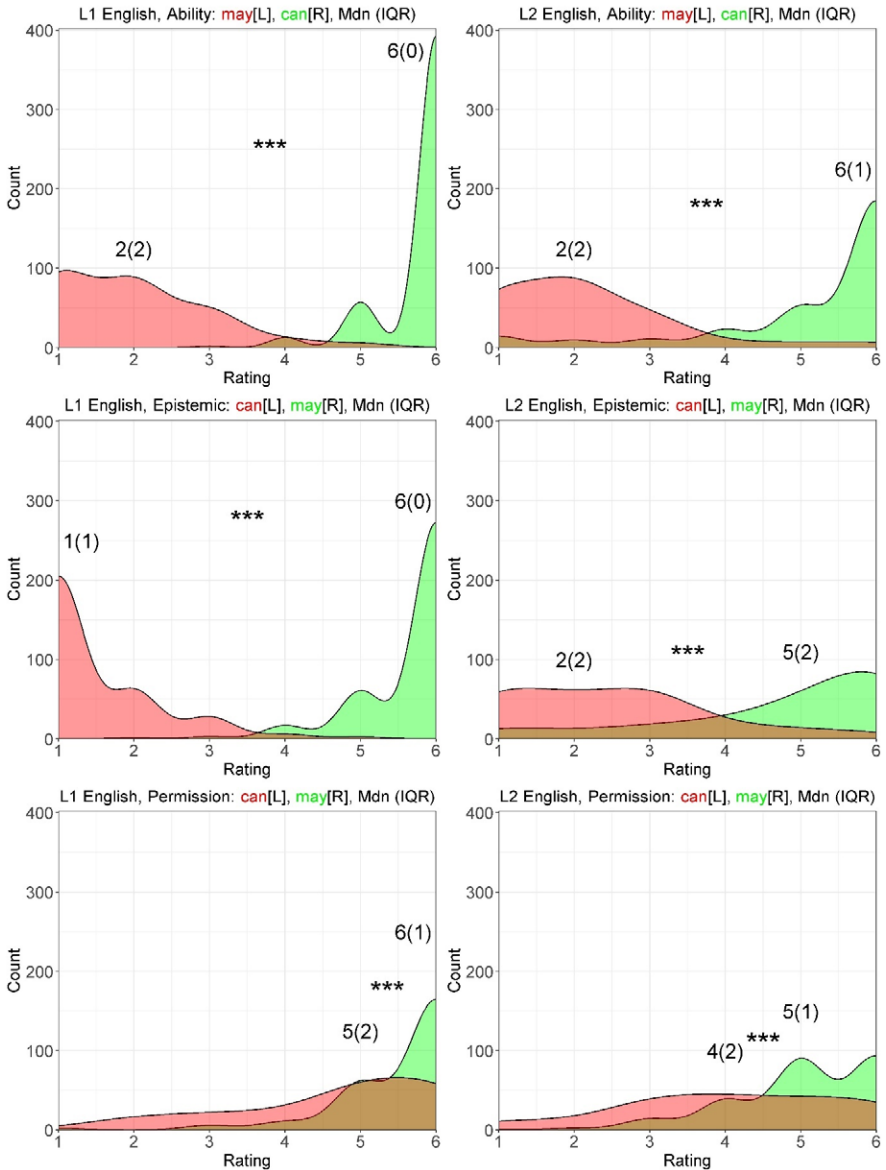 L1 English, Ability: may[L], can[R], Mdn (IQR)
400
300
200
100
0
Count
6(0)
***
2(2)
1 2 3 4 5 6
Rating
L2 English, Ability: may[L], can[R], Mdn (IQR)
400
300
200
100
0
Count
6(1)
***
2(2)
1 2 3 4 5 6
Rating
L1 English, Epistemic: can[L], may[R], Mdn (IQR)
400
300
200
100
0
Count
6(0)
***
1(1)
1 2 3 4 5 6
Rating
L2 English, Epistemic: can[L], may[R], Mdn (IQR)
400
300
200
100
0
Count
2(2)
***
5(2)
1 2 3 4 5 6
Rating
L1 English, Permission: can[L], may[R], Mdn (IQR)
400
300
200
100
0
Count
6(1)
***
5(2)
1 2 3 4 5 6
Rating
L2 English, Permission: can[L], may[R], Mdn (IQR)
400
300
200
100
0
Count
5(1)
***
4(2)
1 2 3 4 5 6
Rating